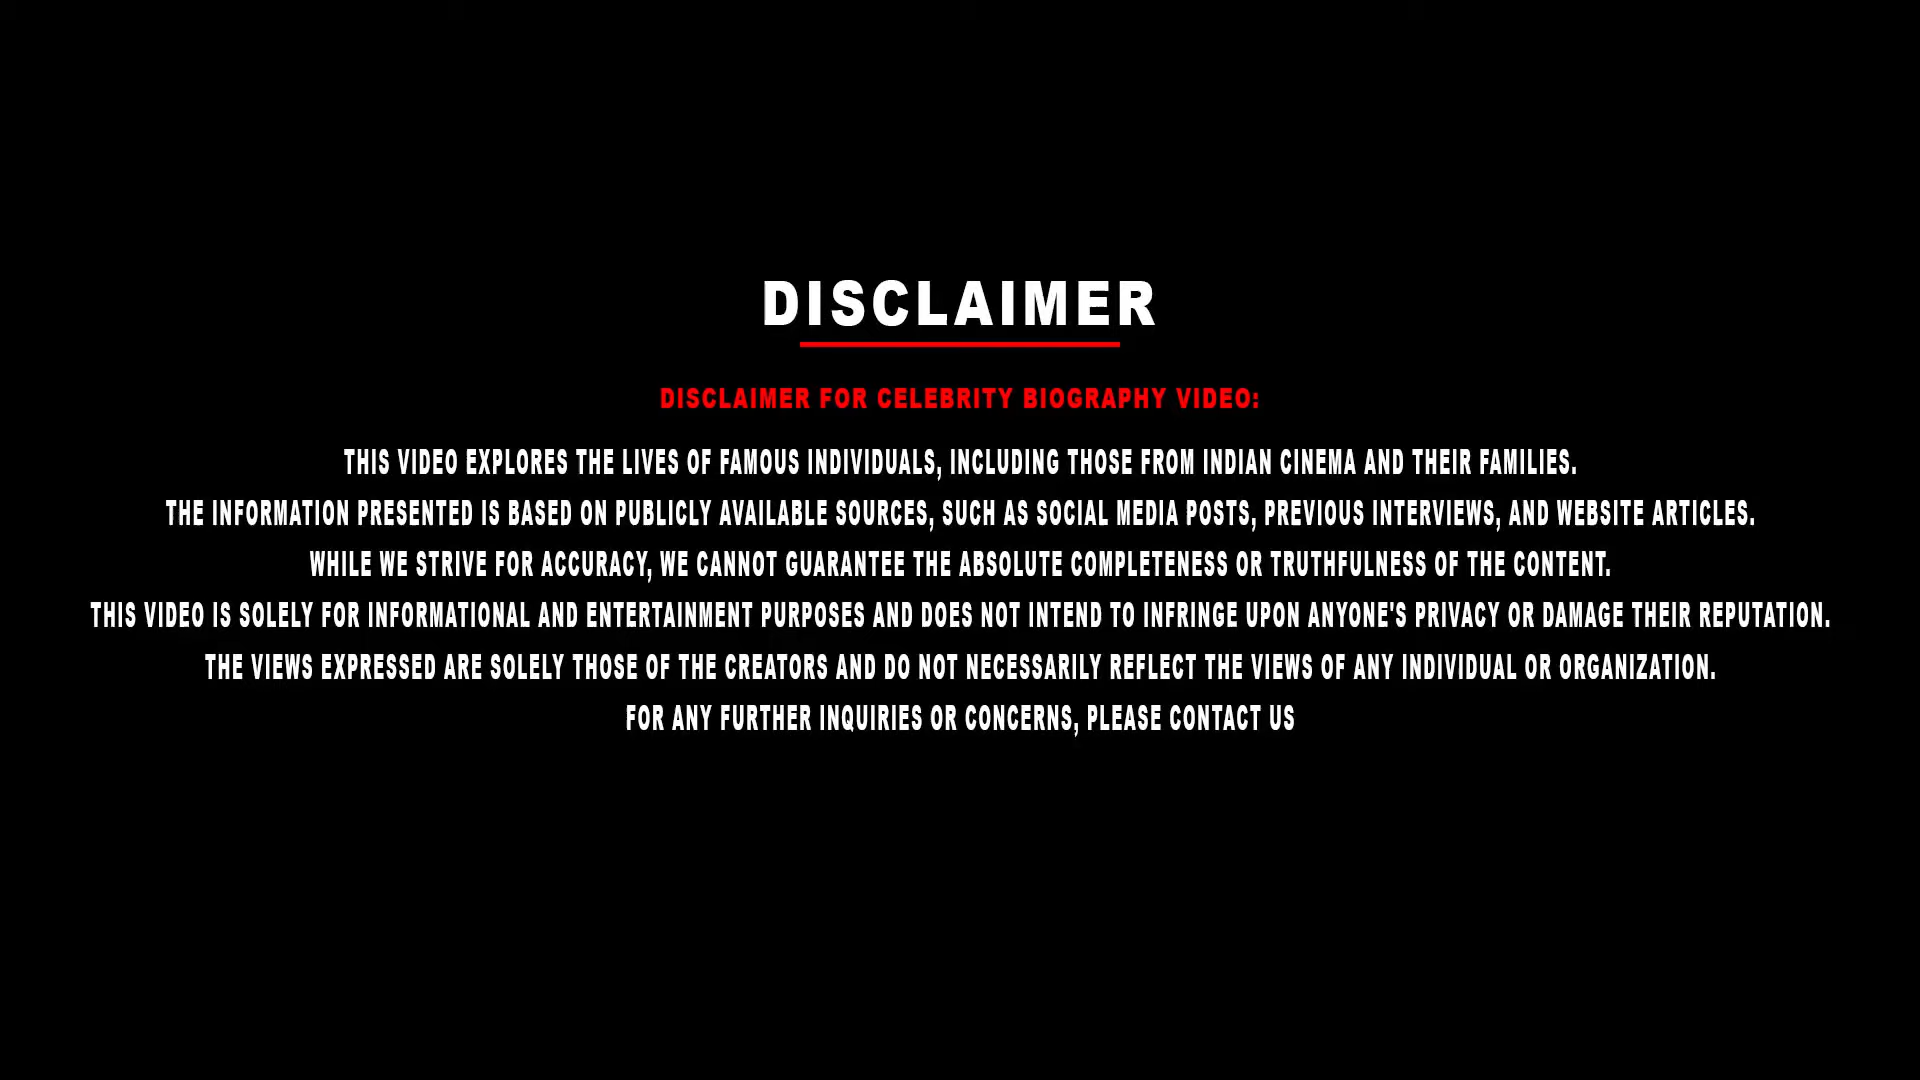 DISCLAIMER
DISCLAIMER FOR CELEBRITY BIOGRAPHY VIDEO:
THIS VIDEO EXPLORES THE LIVES OF FAMOUS INDIVIDUALS, INCLUDING THOSE FROM INDIAN CINEMA AND THEIR FAMILIES.
THE INFORMATION PRESENTED IS BASED ON PUBLICLY AVAILABLE SOURCES, SUCH AS SOCIAL MEDIA POSTS, PREVIOUS INTERVIEWS, AND WEBSITE ARTICLES.
WHILE WE STRIVE FOR ACCURACY, WE CANNOT GUARANTEE THE ABSOLUTE COMPLETENESS OR TRUTHFULNESS OF THE CONTENT.
THIS VIDEO IS SOLELY FOR INFORMATIONAL AND ENTERTAINMENT PURPOSES AND DOES NOT INTEND TO INFRINGE UPON ANYONE'S PRIVACY OR DAMAGE THEIR REPUTATION.
THE VIEWS EXPRESSED ARE SOLELY THOSE OF THE CREATORS AND DO NOT NECESSARILY REFLECT THE VIEWS OF ANY INDIVIDUAL OR ORGANIZATION.
FOR ANY FURTHER INQUIRIES OR CONCERNS, PLEASE CONTACT US